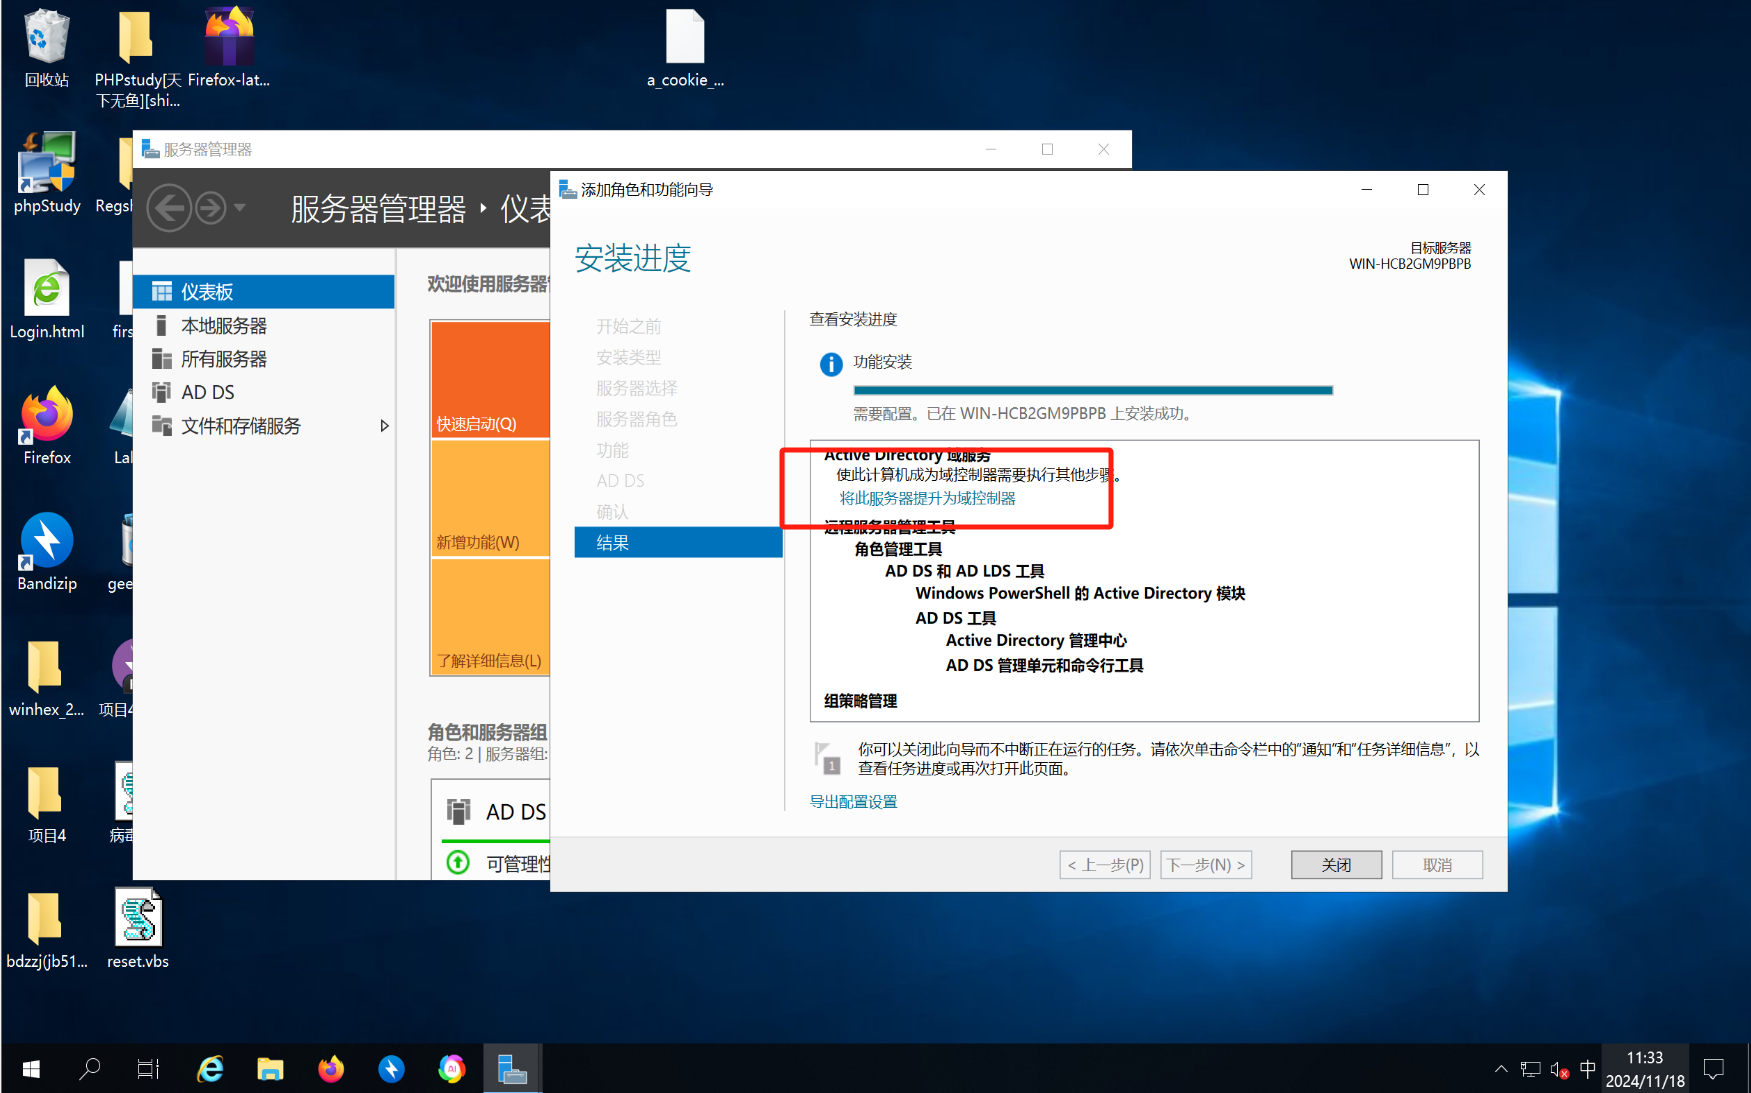 回收站
PHPstudy[天
下无鱼][shi...
Firefox-lat...
a_cookie_...
phpStudy
Regsh
Login.html
firs
Firefox
Lal
Bandizip
gee
winhex_2...
项目4
项目4
病毒
bdzzj(jb51...
reset.vbs
服务器管理器
服务器管理器 ‣ 仪表
仪表板
本地服务器
所有服务器
AD DS
文件和存储服务
欢迎使用服务器管
快速启动(Q)
新增功能(W)
了解详细信息(L)
角色和服务器组
角色: 2 | 服务器组:
AD DS
可管理性
添加角色和功能向导
安装进度
目标服务器
WIN-HCB2GM9PBPB
开始之前
安装类型
服务器选择
服务器角色
功能
AD DS
确认
结果
查看安装进度
功能安装
需要配置。已在 WIN-HCB2GM9PBPB 上安装成功。
Active Directory 域服务
使此计算机成为域控制器需要执行其他步骤。
将此服务器提升为域控制器
远程服务器管理工具
角色管理工具
AD DS 和 AD LDS 工具
Windows PowerShell 的 Active Directory 模块
AD DS 工具
Active Directory 管理中心
AD DS 管理单元和命令行工具
组策略管理
1
你可以关闭此向导而不中断正在运行的任务。请依次单击命令栏中的“通知”和“任务详细信息”，以
查看任务进度或再次打开此页面。
导出配置设置
< 上一步(P)
下一步(N) >
关闭
取消
AI
中
11:33
2024/11/18